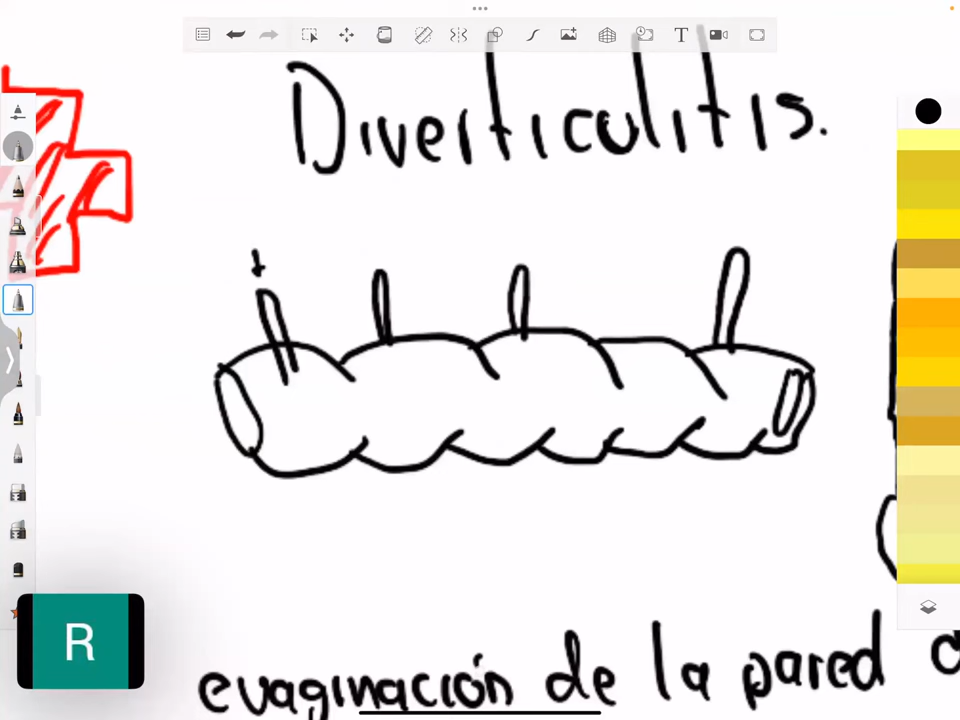 T
Diverticulitis.
R
evaginación de la pared